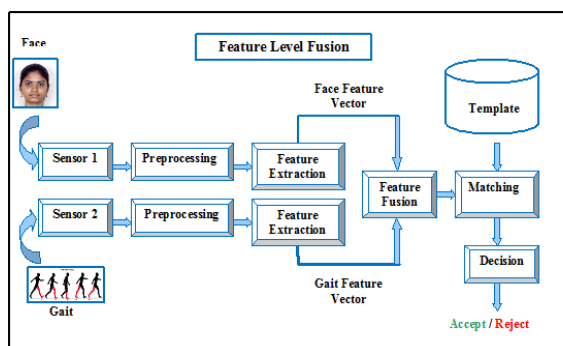 Face
Feature Level Fusion
Face Feature
Vector
Template
Sensor 1
Preprocessing
Feature
Extraction
Feature
Fusion
Matching
Sensor 2
Preprocessing
Feature
Extraction
Decision
Gait Feature
Vector
Gait
Accept / Reject